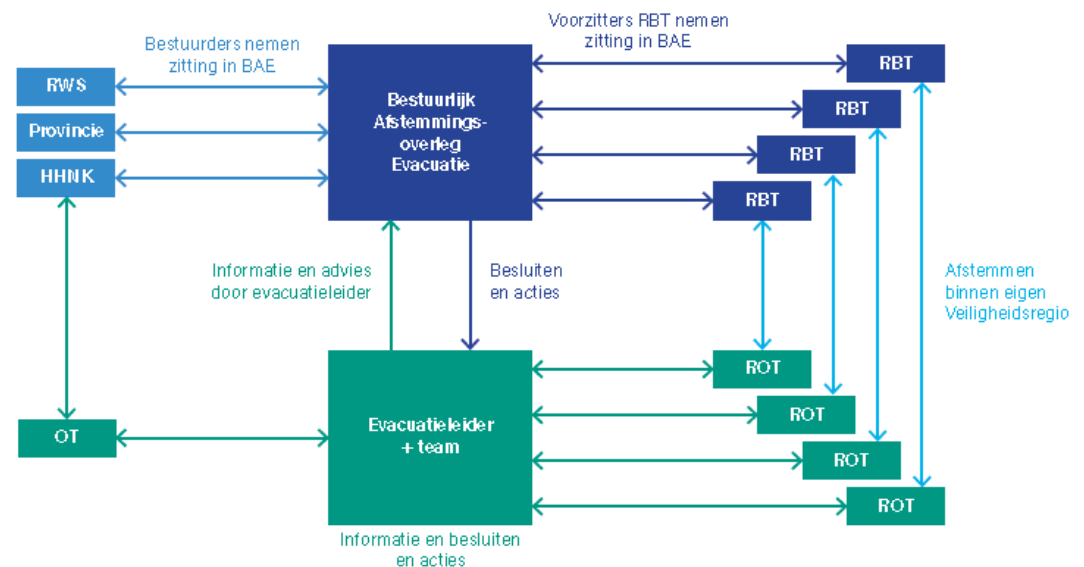 Voorzitters RBT nemen
zitting in BAE
Bestuurders nemen
zitting in BAE
RWS
Provincie
HHNK
Bestuurlijk
Afstemmings-
overleg
Evacuatie
RBT
RBT
RBT
RBT
Informatie en advies
door evacuatieleider
Besluiten
en acties
Afstemmen
binnen eigen
Veiligheidsregio
OT
Evacuatieleider
+ team
ROT
ROT
ROT
ROT
Informatie en besluiten
en acties